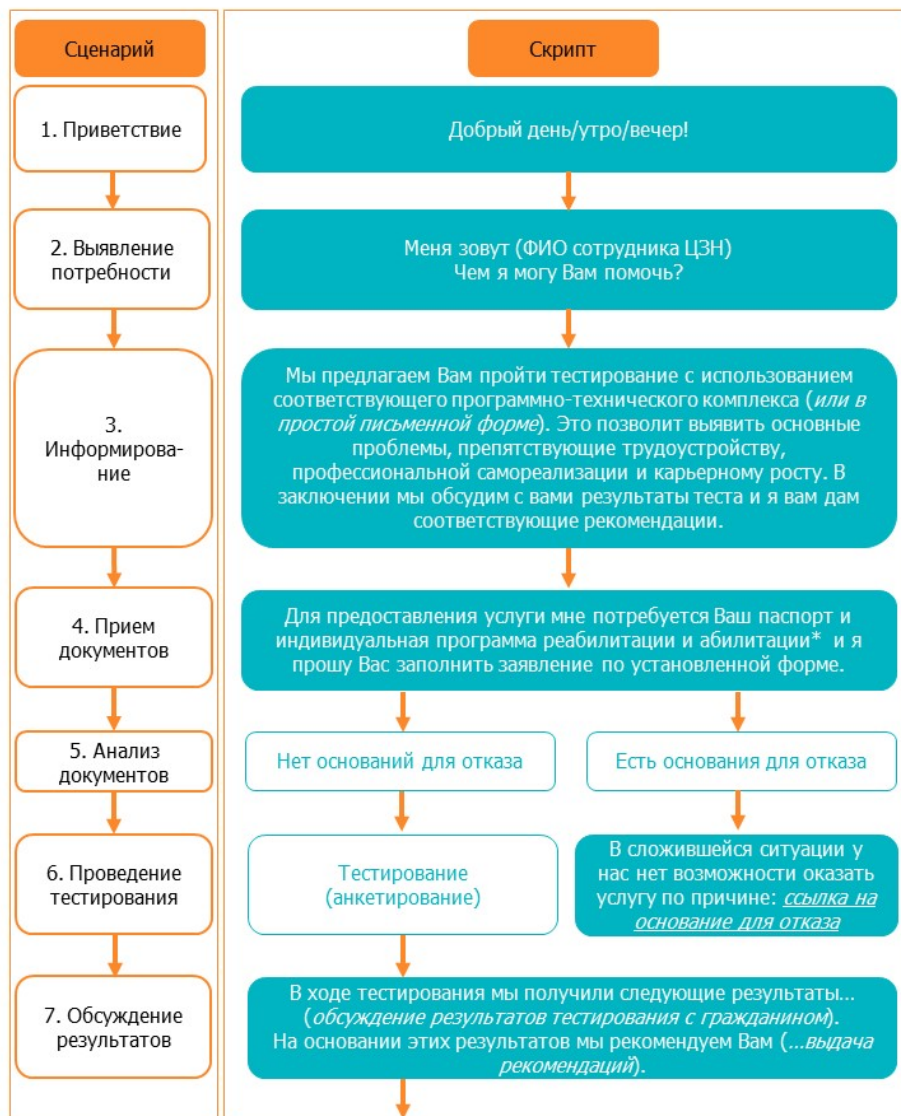 Сценарий
Скрипт
1. Приветствие
Добрый день/утро/вечер!
2. Выявление
потребности
Меня зовут (ФИО сотрудника ЦЗН)
Чем я могу Вам помочь?
3.
Информирова-
ние
Мы предлагаем Вам пройти тестирование с использованием
соответствующего программно-технического комплекса (или в
простой письменной форме). Это позволит выявить основные
проблемы, препятствующие трудоустройству,
профессиональной самореализации и карьерному росту. В
заключении мы обсудим с вами результаты теста и я вам дам
соответствующие рекомендации.
4. Прием
документов
Для предоставления услуги мне потребуется Ваш паспорт и
индивидуальная программа реабилитации и абилитации* и я
прошу Вас заполнить заявление по установленной форме.
5. Анализ
документов
Нет оснований для отказа
Есть основания для отказа
6. Проведение
тестирования
Тестирование
(анкетирование)
В сложившейся ситуации у
нас нет возможности оказать
услугу по причине: ссылка на
основание для отказа
7. Обсуждение
результатов
В ходе тестирования мы получили следующие результаты...
(обсуждение результатов тестирования с гражданином).
На основании этих результатов мы рекомендуем Вам (...выдача
рекомендаций).